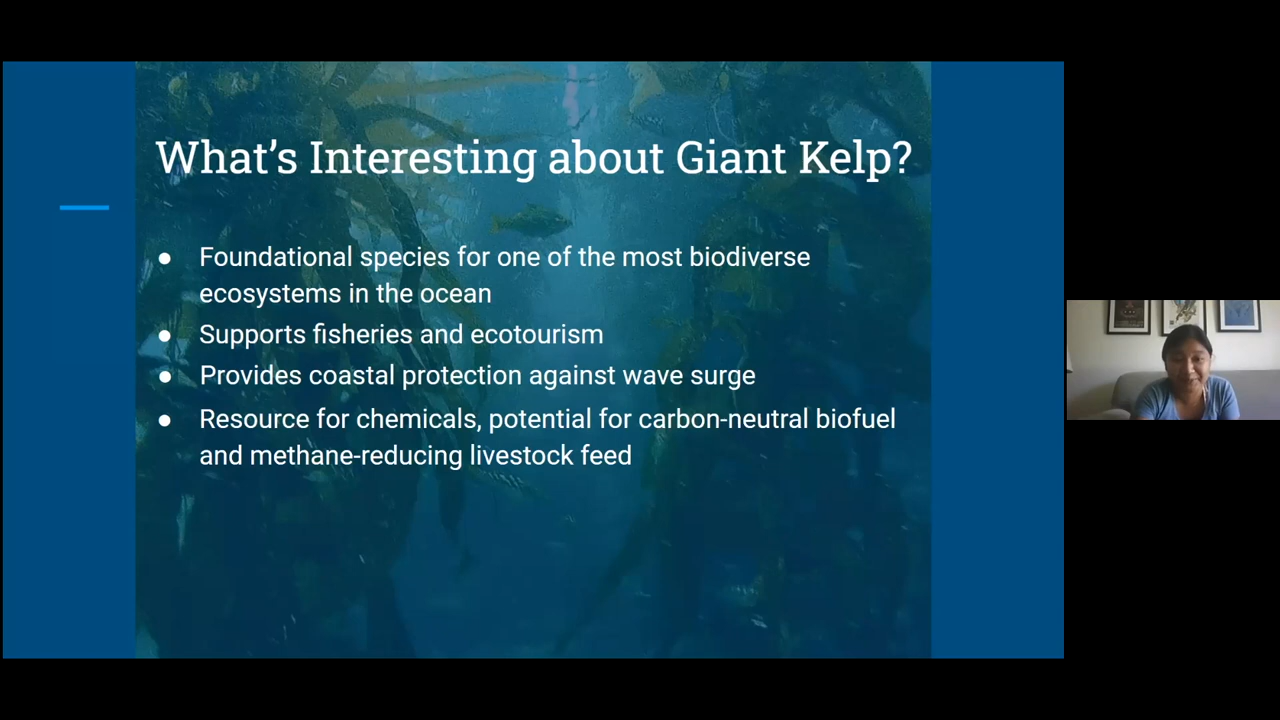 What's Interesting about Giant Kelp?
● Foundational species for one of the most biodiverse
ecosystems in the ocean
● Supports fisheries and ecotourism
● Provides coastal protection against wave surge
● Resource for chemicals, potential for carbon-neutral biofuel
and methane-reducing livestock feed